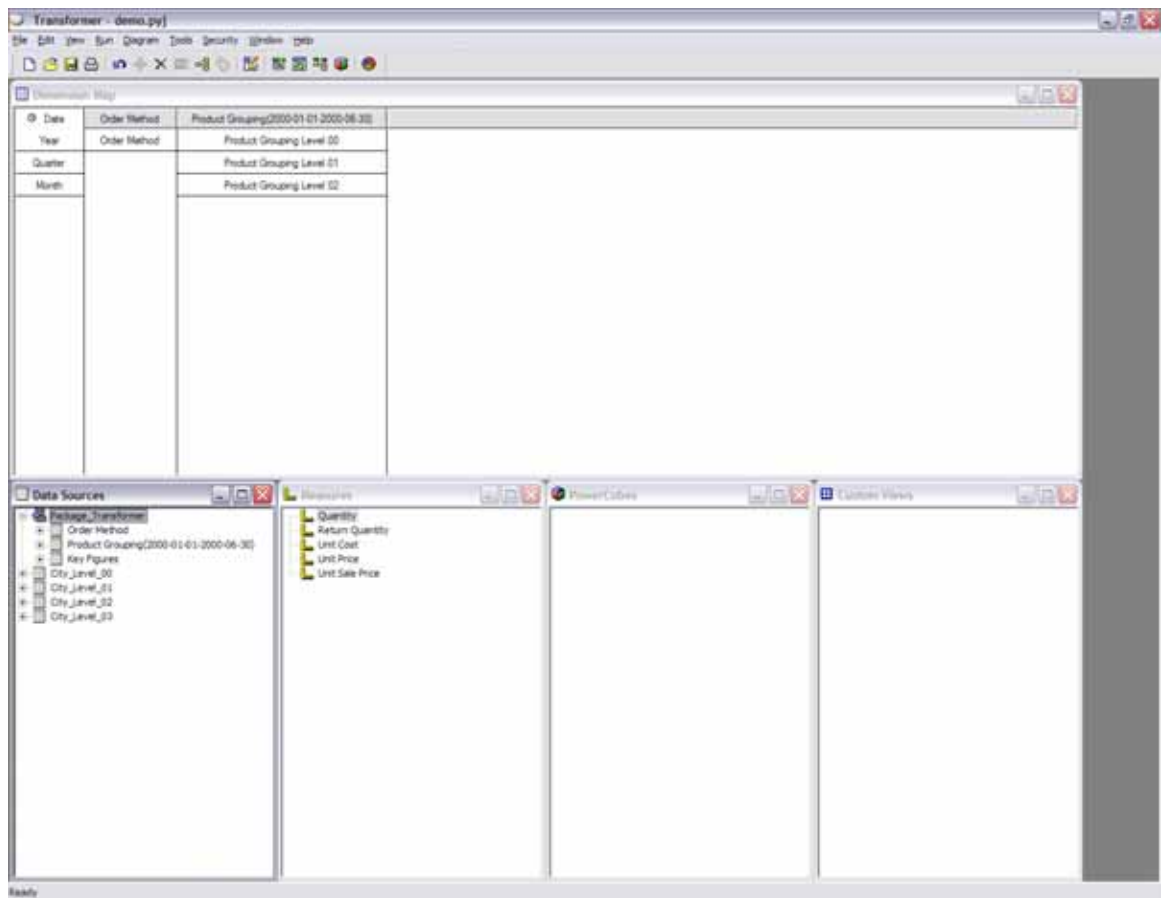 Transformer - demo.pyj
File Edit View Run Diagram Tools Security Window Help
Dimension Map
Date Order Method Product Grouping(2000-01-01-2000-06-30)
Year Order Method Product Grouping Level 00
Quarter Product Grouping Level 01
Month Product Grouping Level 02
Data Sources
Package_Transformer
Order Method
Product Grouping(2000-01-01-2000-06-30)
Key Figures
City_Level_00
City_Level_01
City_Level_02
City_Level_03
Measures
Quantity
Return Quantity
Unit Cost
Unit Price
Unit Sale Price
PowerCubes
Custom Views
Ready